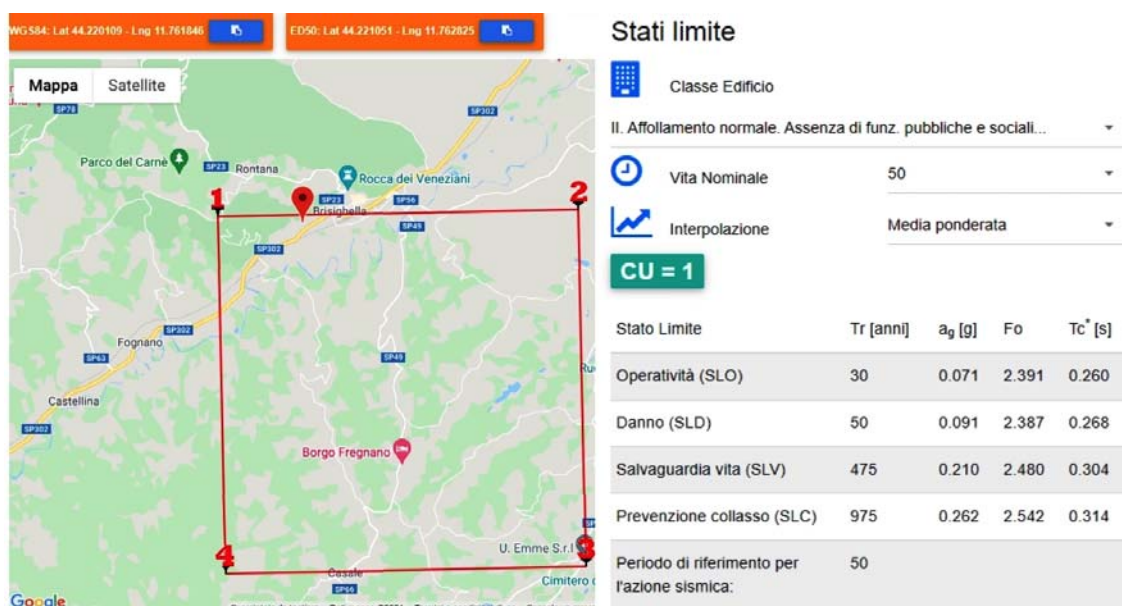 WGS84: Lat 44.220109 - Lng 11.761846
ED50: Lat 44.221051 - Lng 11.762825
Mappa Satellite
SP78
SP302
Parco del Carnè
SP23
Rontana
Rocca dei Veneziani
1
2
SP23
SP56
Brisighella
SP49
SP302
SP302
Fognano
SP63
SP49
Castellina
SP302
Borgo Fregnano
U. Emme S.r.l
3
4
Casale
Cimitero
SP66
Google
Stati limite
Classe Edificio
II. Affollamento normale. Assenza di funz. pubbliche e sociali...
Vita Nominale 50
Interpolazione Media ponderata
CU = 1
Stato Limite Tr [anni] ag [g] Fo Tc* [s]
Operatività (SLO) 30 0.071 2.391 0.260
Danno (SLD) 50 0.091 2.387 0.268
Salvaguardia vita (SLV) 475 0.210 2.480 0.304
Prevenzione collasso (SLC) 975 0.262 2.542 0.314
Periodo di riferimento per 50
l'azione sismica: